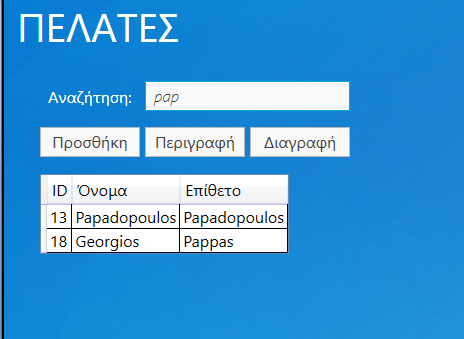 ΠΕΛΑΤΕΣ
Αναζήτηση: pap
Προσθήκη Περιγραφή Διαγραφή
ID Όνομα Επίθετο
13 Papadopoulos Papadopoulos
18 Georgios Pappas